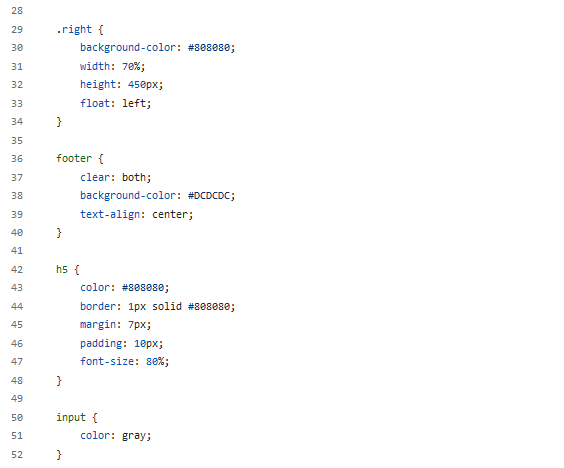 28
29 .right {
30 background-color: #808080;
31 width: 70%;
32 height: 450px;
33 float: left;
34 }
35
36 footer {
37 clear: both;
38 background-color: #DCDCDC;
39 text-align: center;
40 }
41
42 h5 {
43 color: #808080;
44 border: 1px solid #808080;
45 margin: 7px;
46 padding: 10px;
47 font-size: 80%;
48 }
49
50 input {
51 color: gray;
52 }